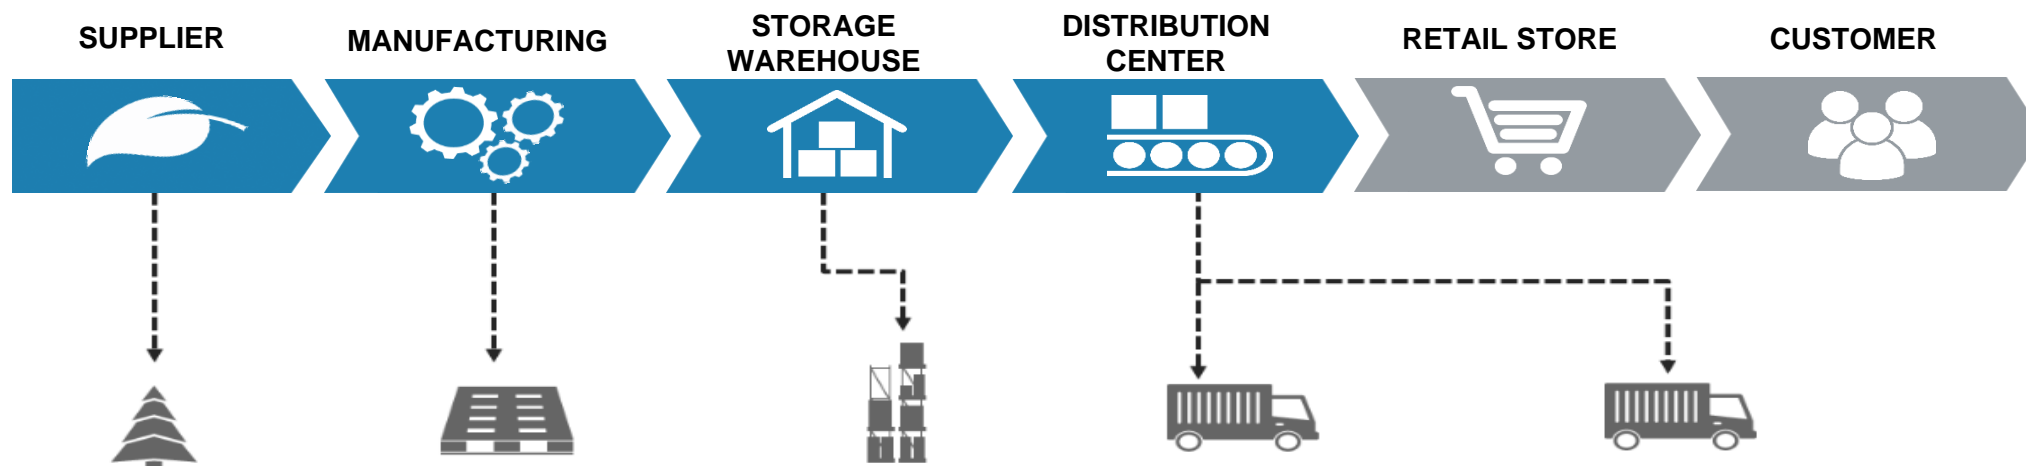 SUPPLIER
MANUFACTURING
STORAGE
WAREHOUSE
DISTRIBUTION
CENTER
RETAIL STORE
CUSTOMER